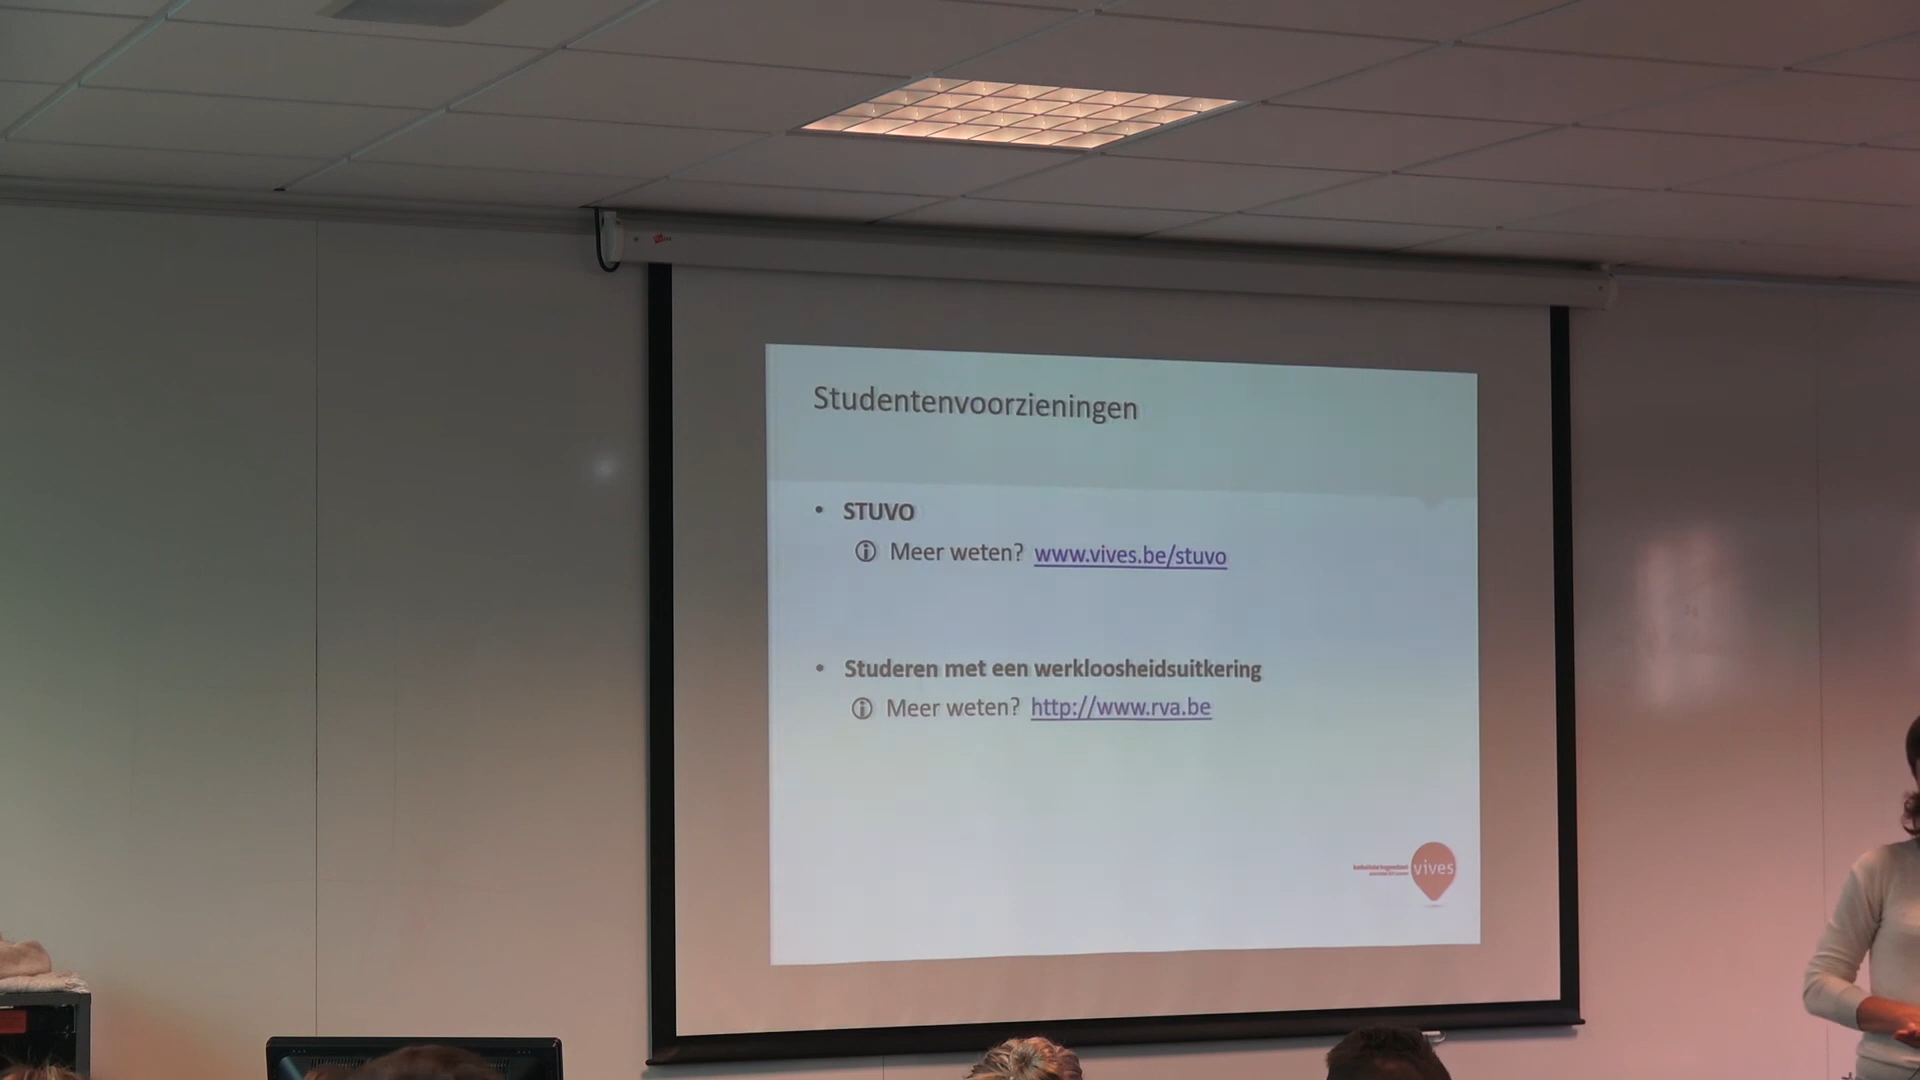 Studentenvoorzieningen
• STUVO
ⓘ Meer weten? www.vives.be/stuvo
• Studeren met een werkloosheidsuitkering
ⓘ Meer weten? http://www.rva.be
vives